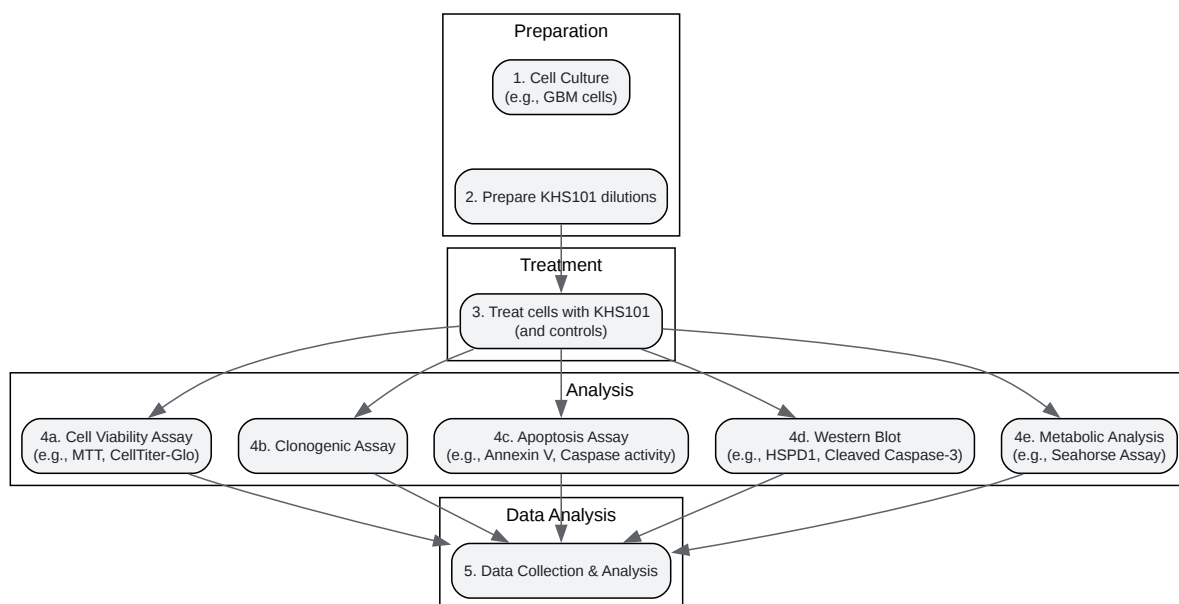 Preparation
1. Cell Culture
(e.g., GBM cells)
2. Prepare KHS101 dilutions
Treatment
3. Treat cells with KHS101
(and controls)
Analysis
4a. Cell Viability Assay
(e.g., MTT, CellTiter-Glo)
4b. Clonogenic Assay
4c. Apoptosis Assay
(e.g., Annexin V, Caspase activity)
4d. Western Blot
(e.g., HSPD1, Cleaved Caspase-3)
4e. Metabolic Analysis
(e.g., Seahorse Assay)
Data Analysis
5. Data Collection & Analysis